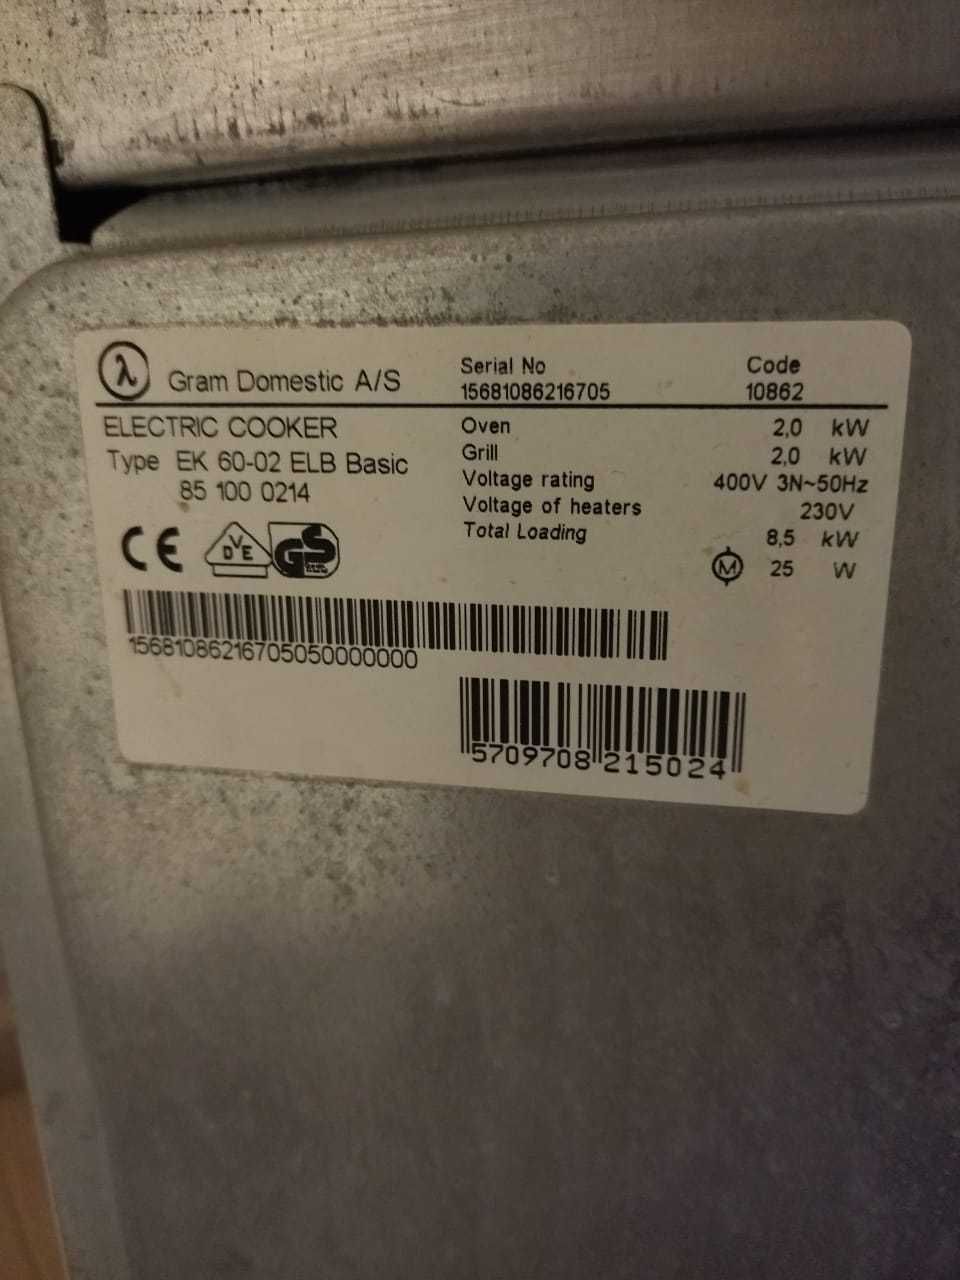 λ Gram Domestic A/S
Serial No
15681086216705
Code
10862
ELECTRIC COOKER
Type EK 60-02 ELB Basic
85 100 0214
CE DVE GS
Oven 2,0 kW
Grill 2,0 kW
Voltage rating 400V 3N~50Hz
Voltage of heaters 230V
Total Loading 8,5 kW
M 25 W
15681086216705050000000
5709708 215024